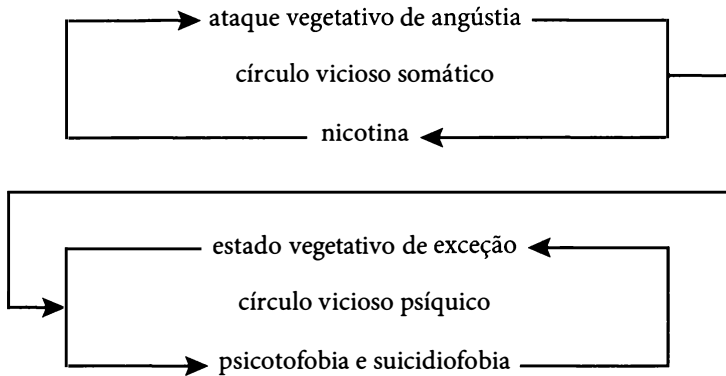 ataque vegetativo de angústia
círculo vicioso somático
nicotina
estado vegetativo de exceção
círculo vicioso psíquico
psicotofobia e suicidiofobia